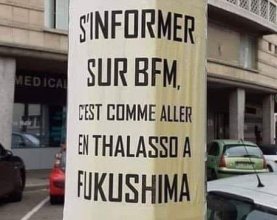 S'INFORMER
SUR BFM,
C'EST COMME ALLER
EN THALASSO A
FUKUSHIMA
MEDICAL